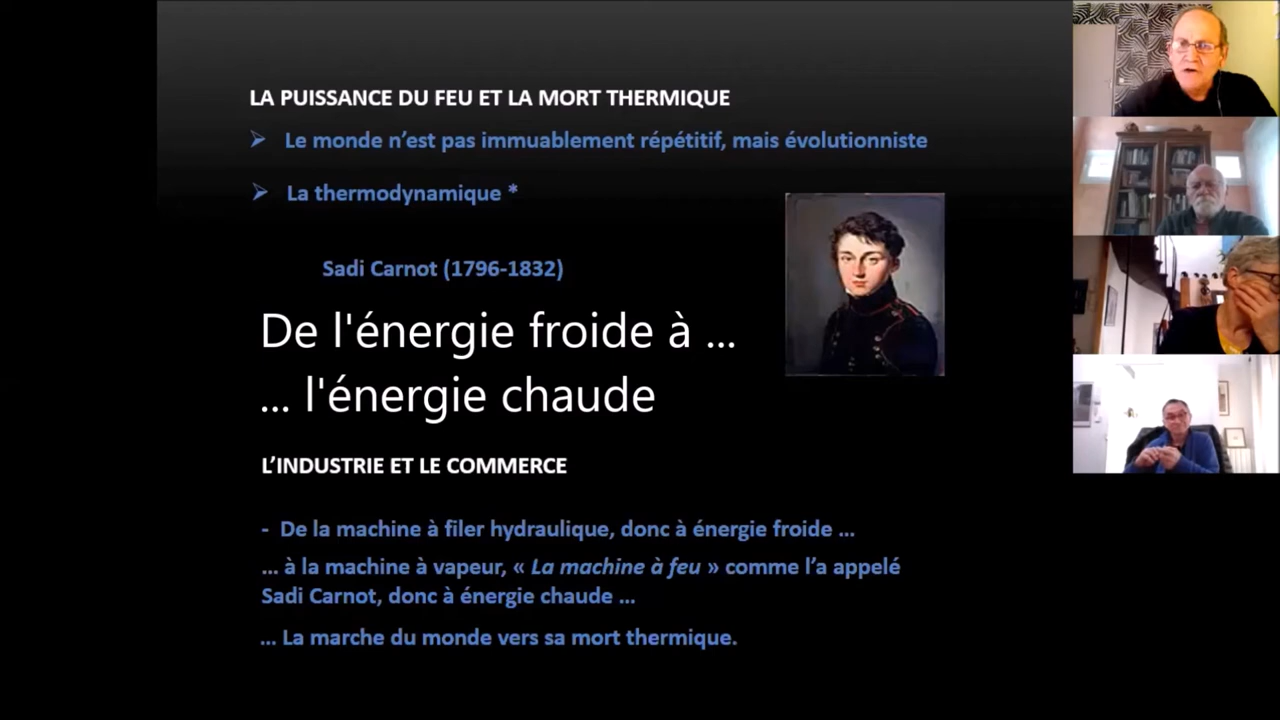 LA PUISSANCE DU FEU ET LA MORT THERMIQUE
➢ Le monde n’est pas immuablement répétitif, mais évolutionniste
➢ La thermodynamique *
Sadi Carnot (1796-1832)
De l'énergie froide à ...
... l'énergie chaude
L’INDUSTRIE ET LE COMMERCE
- De la machine à filer hydraulique, donc à énergie froide ...
... à la machine à vapeur, « La machine à feu » comme l’a appelé
Sadi Carnot, donc à énergie chaude ...
... La marche du monde vers sa mort thermique.